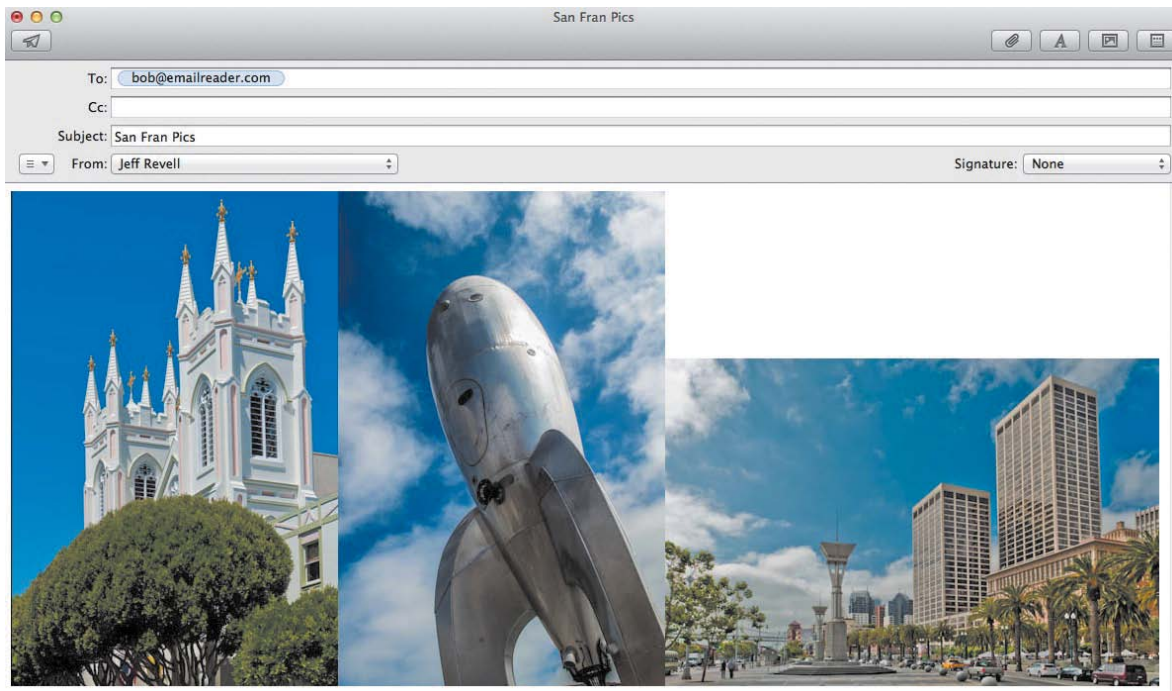 San Fran Pics
To: bob@emailreader.com
Cc:
Subject: San Fran Pics
From: Jeff Revell
Signature: None